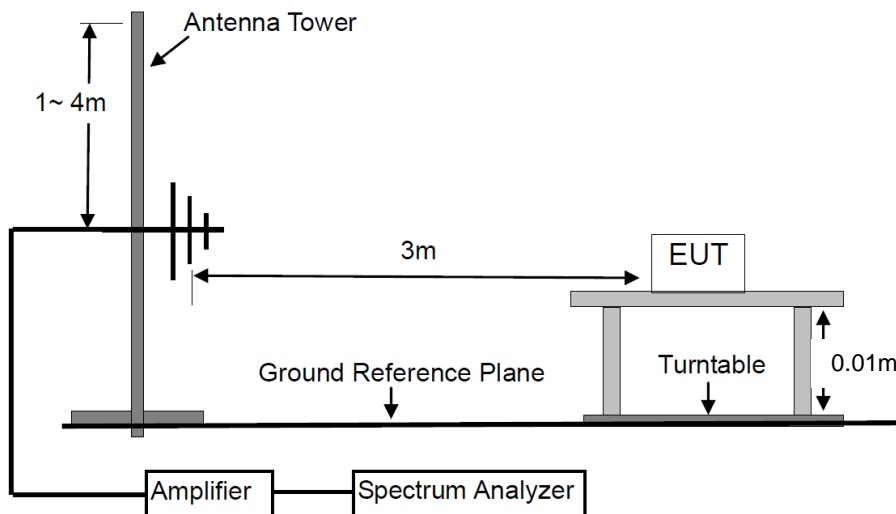 Antenna Tower
1~ 4m
3m
EUT
Ground Reference Plane
Turntable
0.01m
Amplifier
Spectrum Analyzer